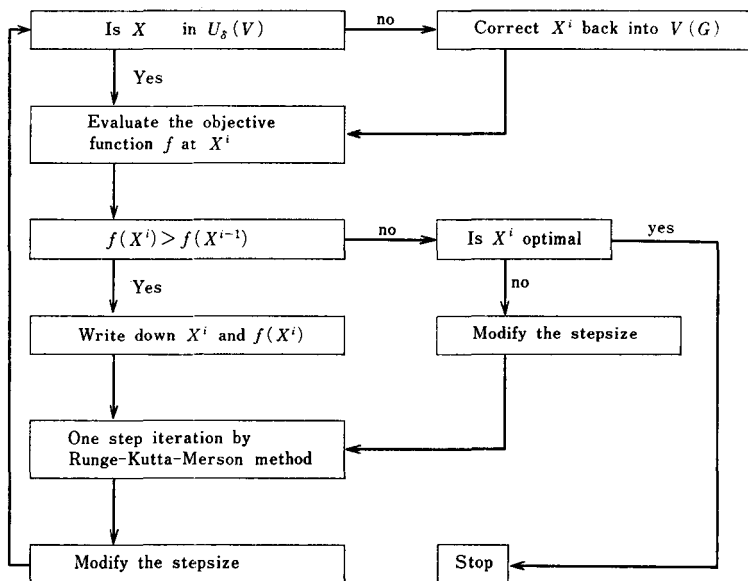 Is X in U_δ(V)
no
Correct X^i back into V(G)
Yes
Evaluate the objective
function f at X^i
f(X^i) > f(X^{i-1})
no
Is X^i optimal
yes
Yes
no
Write down X^i and f(X^i)
Modify the stepsize
One step iteration by
Runge-Kutta-Merson method
Modify the stepsize
Stop